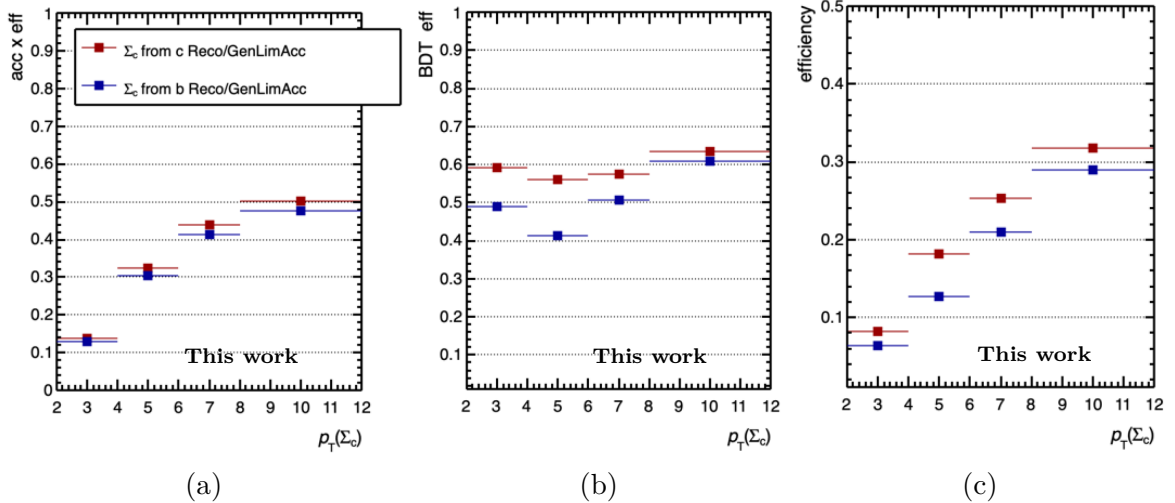 acc x eff
1
0.9
0.8
0.7
0.6
0.5
0.4
0.3
0.2
0.1
0
Σc from c Reco/GenLimAcc
Σc from b Reco/GenLimAcc
This work
2 3 4 5 6 7 8 9 10 11 12
pT(Σc)
(a)
BDT eff
1
0.9
0.8
0.7
0.6
0.5
0.4
0.3
0.2
0.1
This work
2 3 4 5 6 7 8 9 10 11 12
pT(Σc)
(b)
efficiency
0.5
0.4
0.3
0.2
0.1
This work
2 3 4 5 6 7 8 9 10 11 12
pT(Σc)
(c)